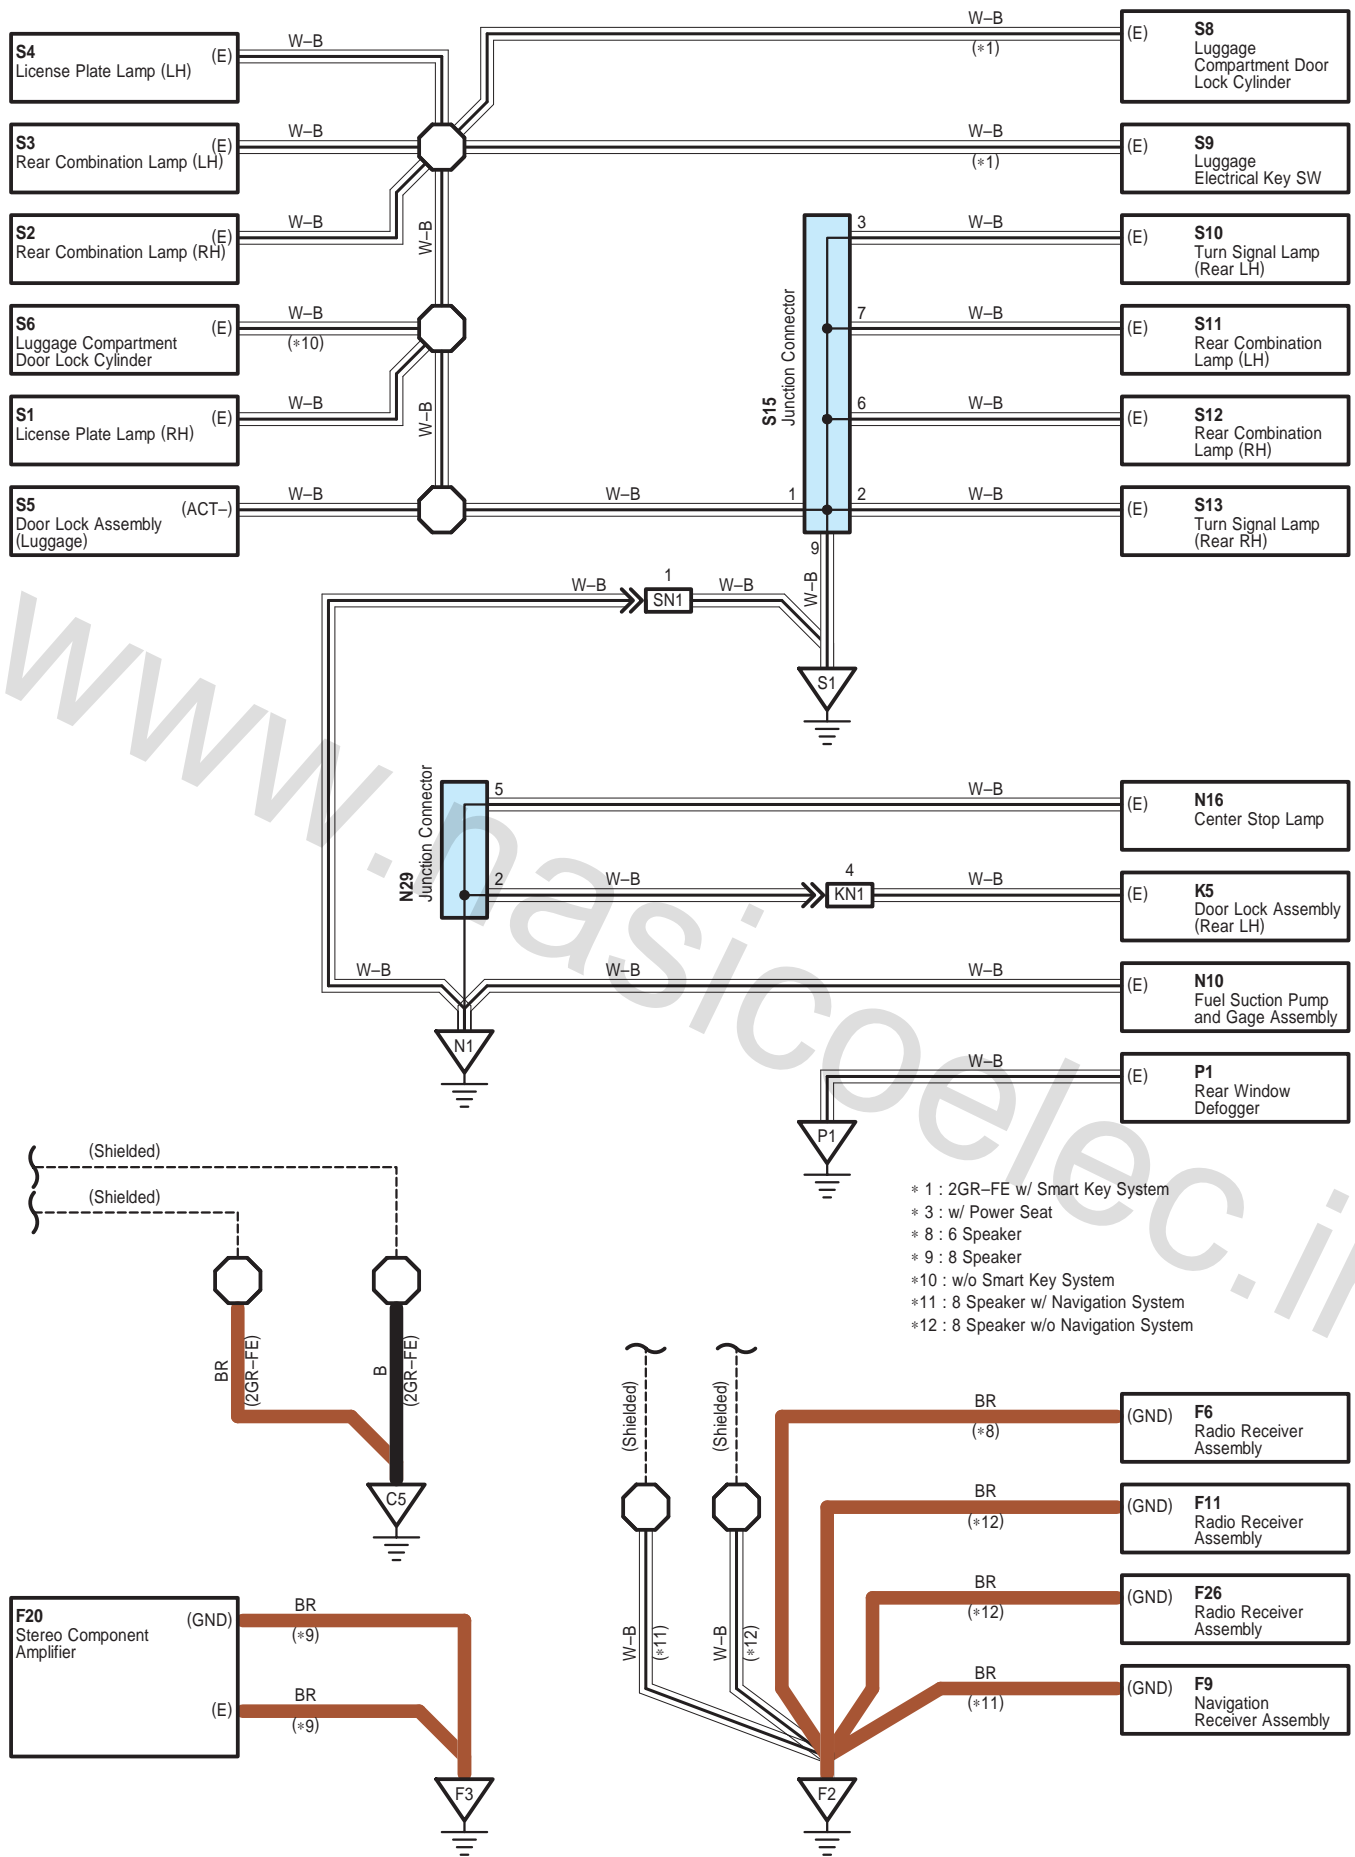 S4
License Plate Lamp (LH)
(E)
W–B
W–B
(∗1)
(E)
S8
Luggage
Compartment Door
Lock Cylinder
S3
Rear Combination Lamp (LH)
(E)
W–B
W–B
(∗1)
(E)
S9
Luggage
Electrical Key SW
S2
Rear Combination Lamp (RH)
(E)
W–B
W–B
3
W–B
(E)
S10
Turn Signal Lamp
(Rear LH)
S6
Luggage Compartment
Door Lock Cylinder
(E)
W–B
(∗10)
S15
Junction Connector
7
W–B
(E)
S11
Rear Combination
Lamp (LH)
S1
License Plate Lamp (RH)
(E)
W–B
W–B
6
W–B
(E)
S12
Rear Combination
Lamp (RH)
S5
Door Lock Assembly
(Luggage)
(ACT–)
W–B
W–B
1
2
W–B
(E)
S13
Turn Signal Lamp
(Rear RH)
9
W–B
W–B
1
SN1
W–B
S1
N29
Junction Connector
5
W–B
(E)
N16
Center Stop Lamp
2
W–B
4
KN1
W–B
(E)
K5
Door Lock Assembly
(Rear LH)
W–B
W–B
W–B
(E)
N10
Fuel Suction Pump
and Gage Assembly
N1
W–B
(E)
P1
Rear Window
Defogger
P1
(Shielded)
(Shielded)
∗ 1 : 2GR–FE w/ Smart Key System
∗ 3 : w/ Power Seat
∗ 8 : 6 Speaker
∗ 9 : 8 Speaker
∗10 : w/o Smart Key System
∗11 : 8 Speaker w/ Navigation System
∗12 : 8 Speaker w/o Navigation System
BR
(2GR–FE)
B
(2GR–FE)
C5
(Shielded)
(Shielded)
BR
(∗8)
(GND)
F6
Radio Receiver
Assembly
BR
(∗12)
(GND)
F11
Radio Receiver
Assembly
BR
(∗12)
(GND)
F26
Radio Receiver
Assembly
W–B
(∗11)
W–B
(∗12)
BR
(∗11)
(GND)
F9
Navigation
Receiver Assembly
F2
F20
Stereo Component
Amplifier
(GND)
BR
(∗9)
(E)
BR
(∗9)
F3
www.nasicoelec.ir